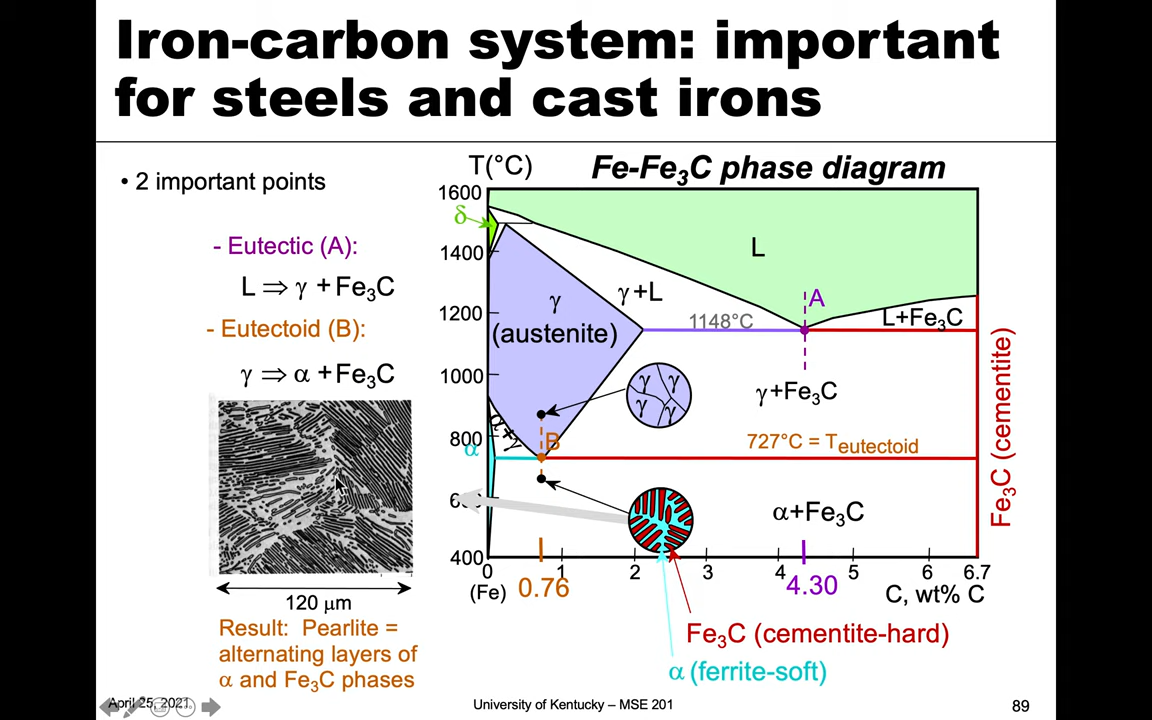 Iron-carbon system: important
for steels and cast irons
• 2 important points
- Eutectic (A):
L ⇒ γ + Fe₃C
- Eutectoid (B):
γ ⇒ α + Fe₃C
120 μm
Result: Pearlite =
alternating layers of
α and Fe₃C phases
T(°C)
Fe-Fe₃C phase diagram
1600
δ
1400
L
γ+L
A
1200
γ
(austenite)
1148°C
L+Fe₃C
1000
γ γ
γ γ
γ+Fe₃C
Fe₃C (cementite)
800
α+γ
B
727°C = Teutectoid
α
α+Fe₃C
400
0
1
2
3
4
5
6
6.7
(Fe)
0.76
4.30
C, wt% C
Fe₃C (cementite-hard)
α (ferrite-soft)
April 25, 2021
University of Kentucky – MSE 201
89